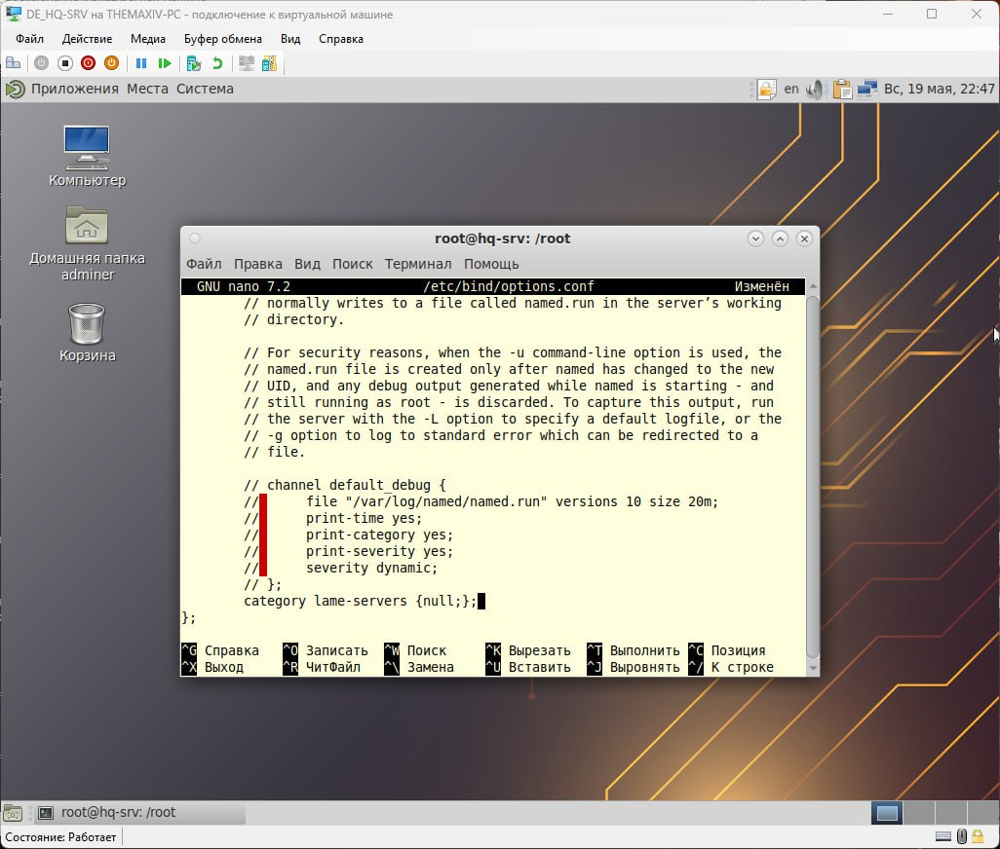 DE_HQ-SRV на THEMAXIV-PC - подключение к виртуальной машине
Файл Действие Медиа Буфер обмена Вид Справка
Приложения Места Система en Вс, 19 мая, 22:47
Компьютер
Домашняя папка
adminer
Корзина
root@hq-srv: /root
Файл Правка Вид Поиск Терминал Помощь
GNU nano 7.2 /etc/bind/options.conf Изменён
// normally writes to a file called named.run in the server’s working
// directory.
// For security reasons, when the -u command-line option is used, the
// named.run file is created only after named has changed to the new
// UID, and any debug output generated while named is starting - and
// still running as root - is discarded. To capture this output, run
// the server with the -L option to specify a default logfile, or the
// -g option to log to standard error which can be redirected to a
// file.
// channel default_debug {
// file "/var/log/named/named.run" versions 10 size 20m;
// print-time yes;
// print-category yes;
// print-severity yes;
// severity dynamic;
// };
category lame-servers {null;};
};
^G Справка ^O Записать ^W Поиск ^K Вырезать ^T Выполнить ^C Позиция
^X Выход ^R ЧитФайл ^\ Замена ^U Вставить ^J Выровнять ^/ К строке
root@hq-srv: /root
Состояние: Работает